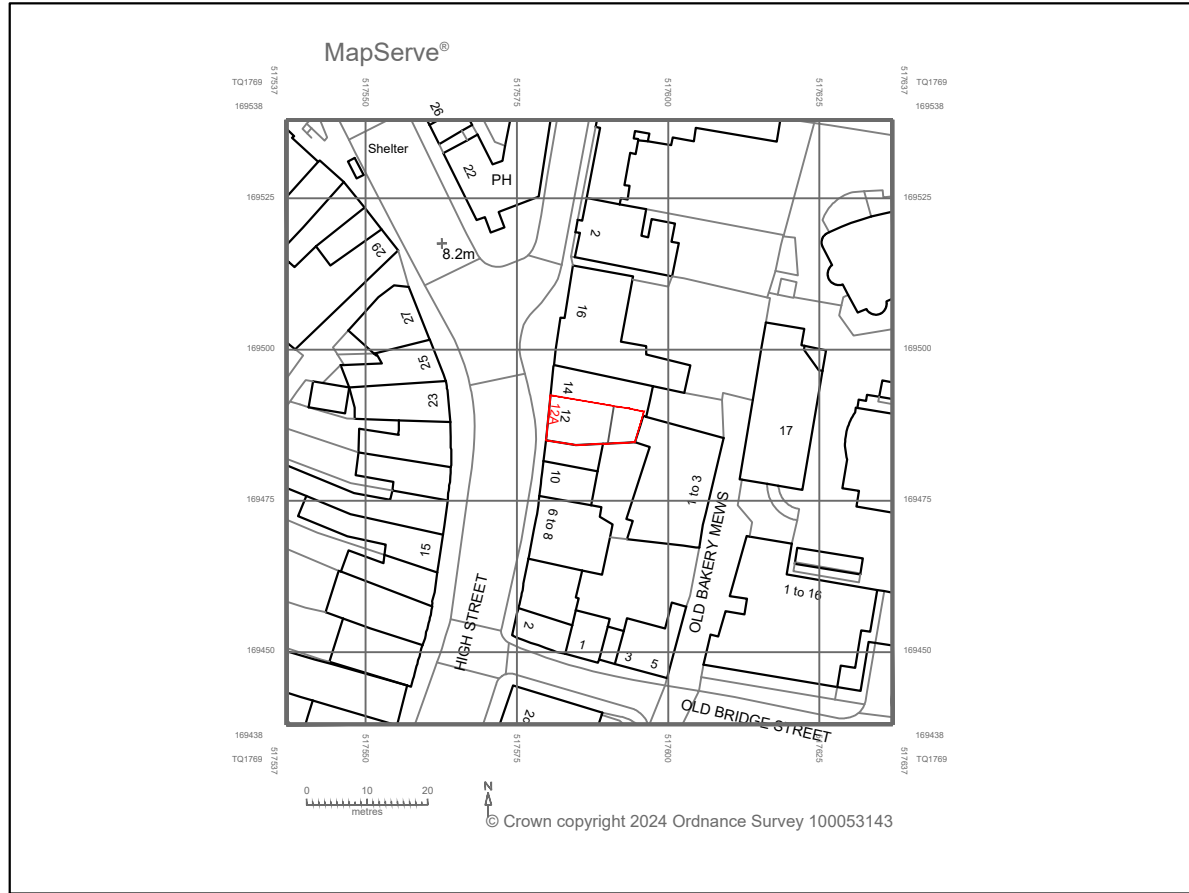 MapServe®
517537
517550
517575
517600
517625
517637
TQ1769
TQ1769
169538
169538
26
Shelter
22
PH
169525
169525
2
29
8.2m
16
27
169500
169500
25
14
23
12
12A
17
10
1 to 3
169475
169475
6 to 8
15
OLD BAKERY MEWS
1 to 16
HIGH STREET
2
1
3
5
169450
169450
OLD BRIDGE STREET
169438
169438
TQ1769
TQ1769
517537
517550
517575
517600
517625
517637
0 10 20
metres
N
© Crown copyright 2024 Ordnance Survey 100053143